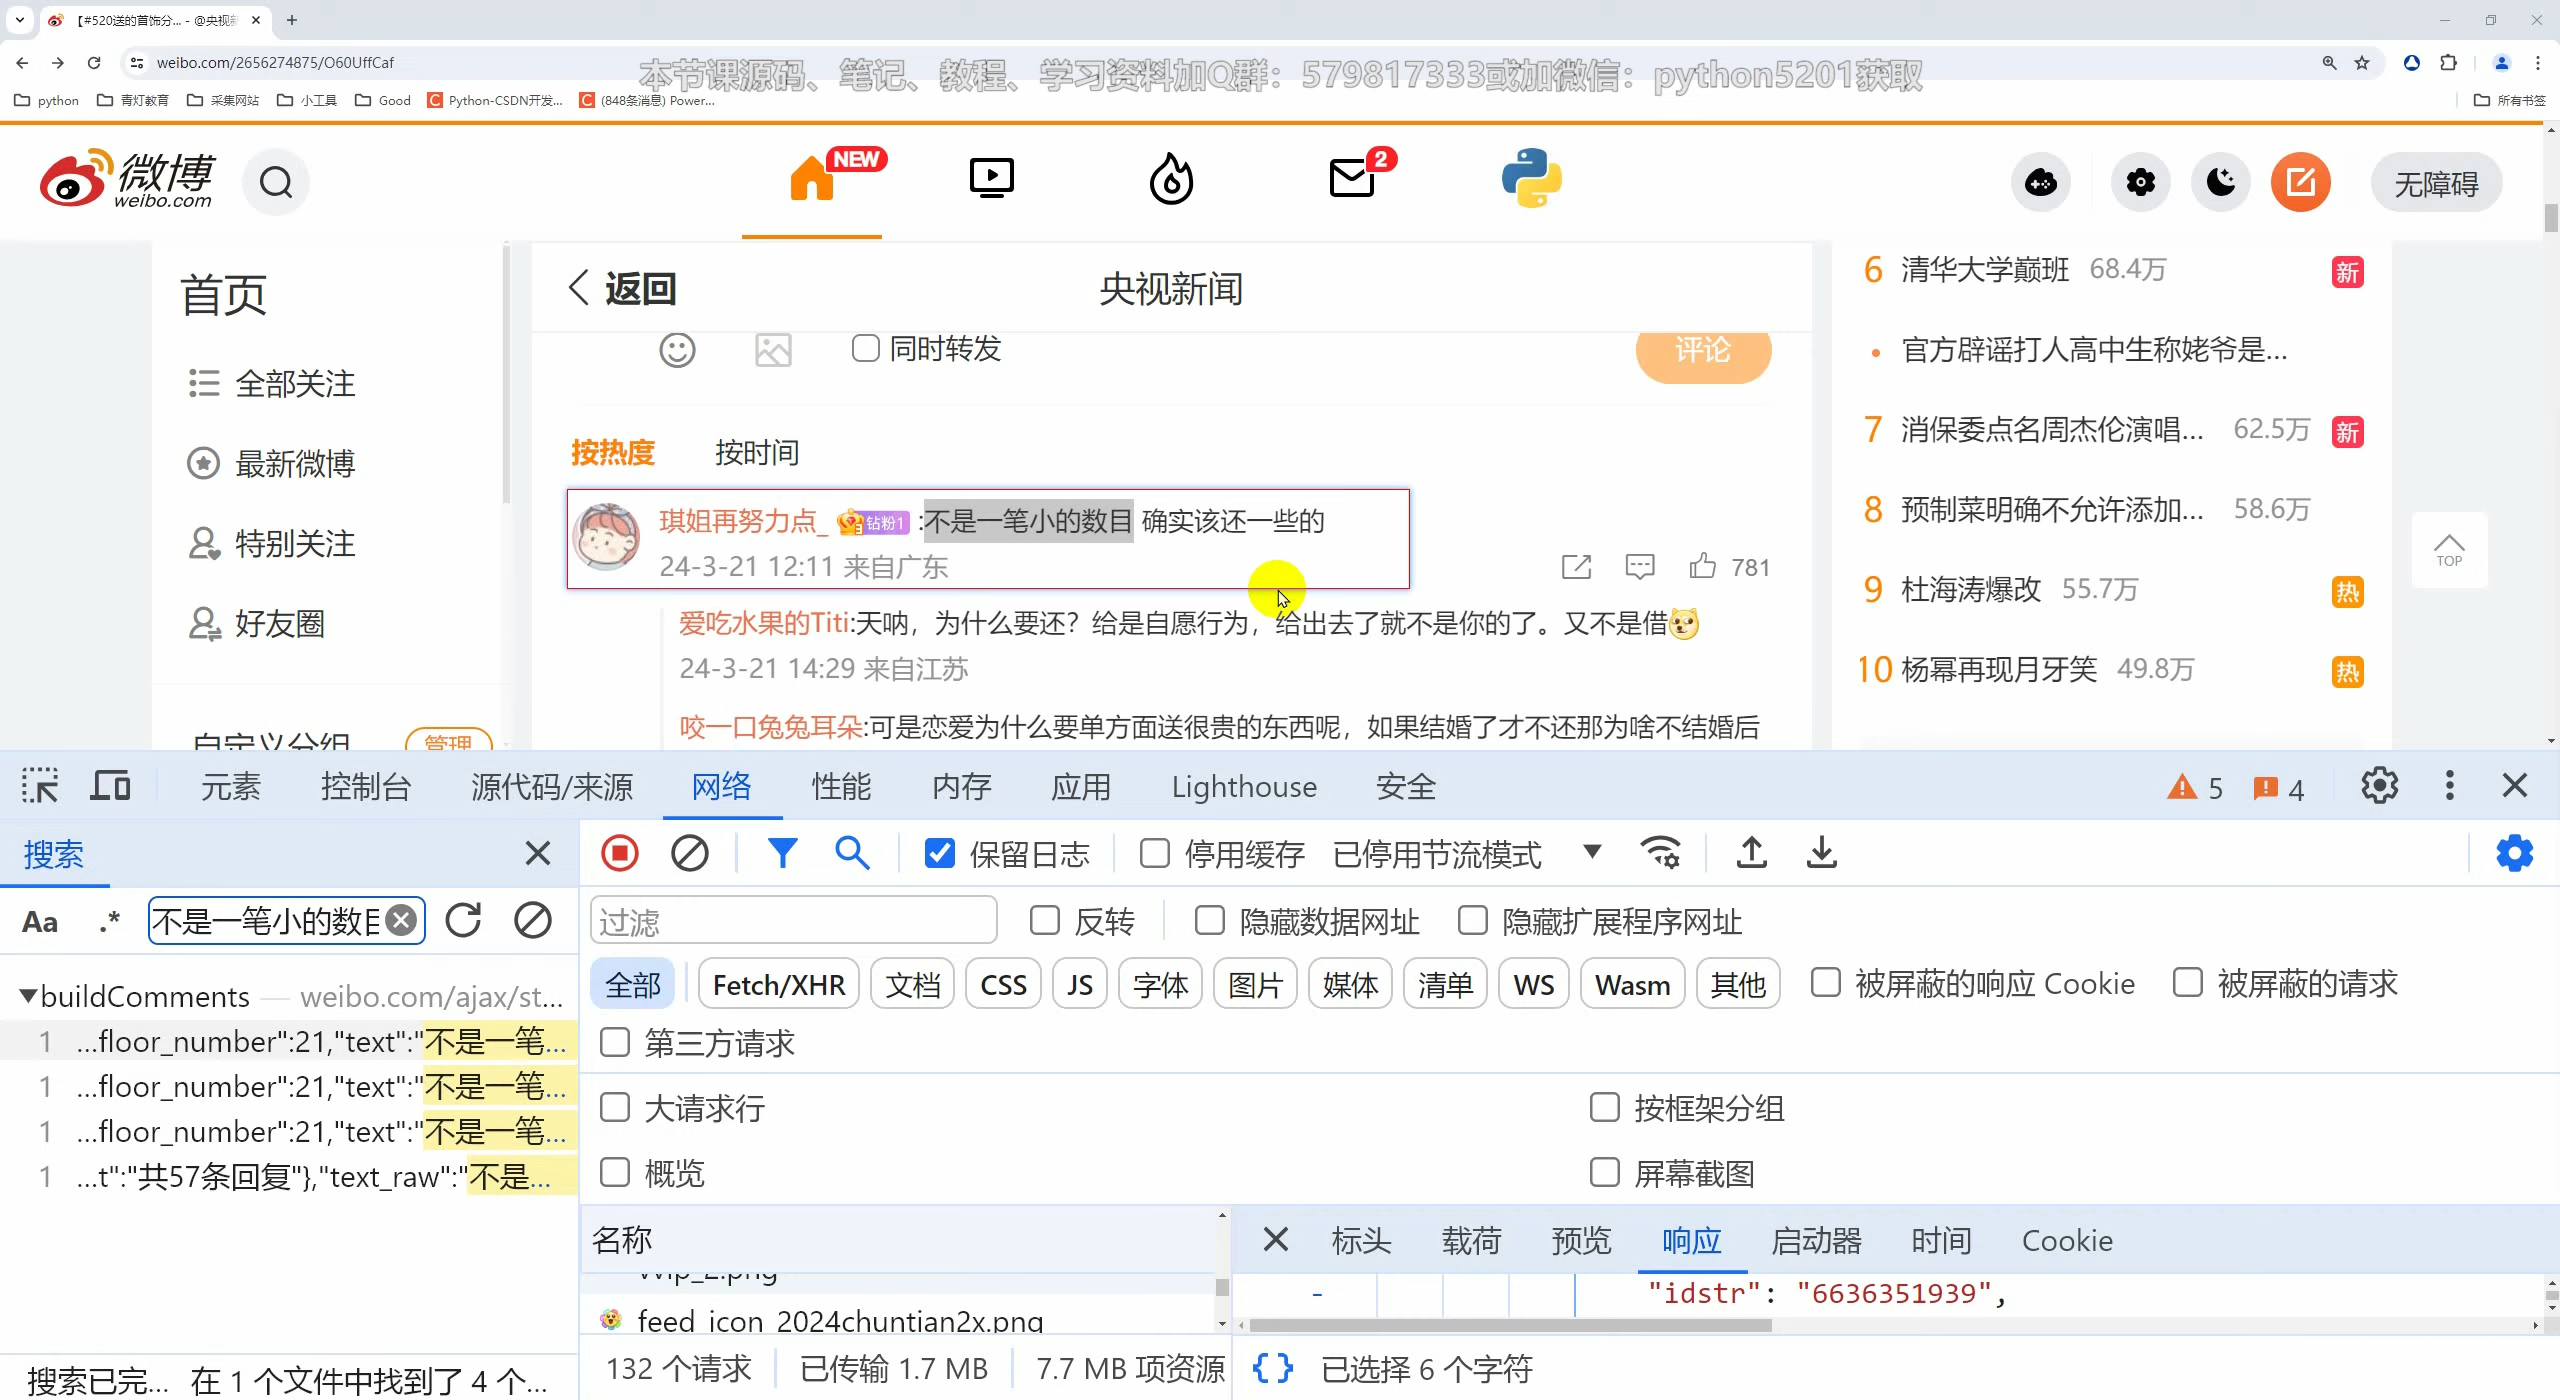 【#520送的首饰分... - @央视新
weibo.com/2656274875/O60UffCaf
本节课源码、笔记、教程、学习资料加Q群：579817333或加微信：python5201获取
python 青灯教育 采集网站 小工具 Good Python-CSDN开发... (848条消息) Power... 所有书签
微博 weibo.com NEW 2 无障碍
首页
全部关注
最新微博
特别关注
好友圈
自定义分组 管理
返回 央视新闻
同时转发 评论
按热度 按时间
琪姐再努力点_ 钻粉1 :不是一笔小的数目 确实该还一些的
24-3-21 12:11 来自广东 781
爱吃水果的Titi:天呐，为什么要还？给是自愿行为，给出去了就不是你的了。又不是借
24-3-21 14:29 来自江苏
咬一口兔兔耳朵:可是恋爱为什么要单方面送很贵的东西呢，如果结婚了才不还那为啥不结婚后
6 清华大学巅班 68.4万 新
官方辟谣打人高中生称姥爷是...
7 消保委点名周杰伦演唱... 62.5万 新
8 预制菜明确不允许添加... 58.6万
9 杜海涛爆改 55.7万 热
10 杨幂再现月牙笑 49.8万 热
TOP
元素 控制台 源代码/来源 网络 性能 内存 应用 Lighthouse 安全 5 4
搜索
Aa .* 不是一笔小的数目
▼buildComments — weibo.com/ajax/st...
1 ...floor_number":21,"text":"不是一笔...
1 ...floor_number":21,"text":"不是一笔...
1 ...floor_number":21,"text":"不是一笔...
1 ...t":"共57条回复"},"text_raw":"不是...
搜索已完... 在 1 个文件中找到了 4 个...
保留日志 停用缓存 已停用节流模式
过滤 反转 隐藏数据网址 隐藏扩展程序网址
全部 Fetch/XHR 文档 CSS JS 字体 图片 媒体 清单 WS Wasm 其他 被屏蔽的响应 Cookie 被屏蔽的请求
第三方请求
大请求行 按框架分组
概览 屏幕截图
名称
vvip_2.png
feed_icon_2024chuntian2x.png
标头 载荷 预览 响应 启动器 时间 Cookie
- "idstr": "6636351939",
132 个请求 已传输 1.7 MB 7.7 MB 项资源 {} 已选择 6 个字符